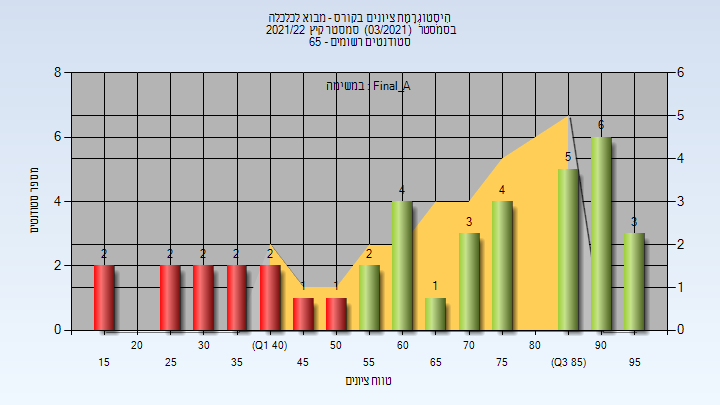 היסטוגרמת ציונים בקורס - מבוא לכלכלה
בסמסטר (03/2021) סמסטר קיץ 2021/22
סטודנטים רשומים - 65
במשימה : Final_A
8 6 4 2 0
מספר סטודנטים
6 5 4 3 2 1 0
2 2 2 2 2 1 1 2 4 1 3 4 5 6 3
20 30 (Q1 40) 50 60 70 80 90
15 25 35 45 55 65 75 (Q3 85) 95
טווח ציונים